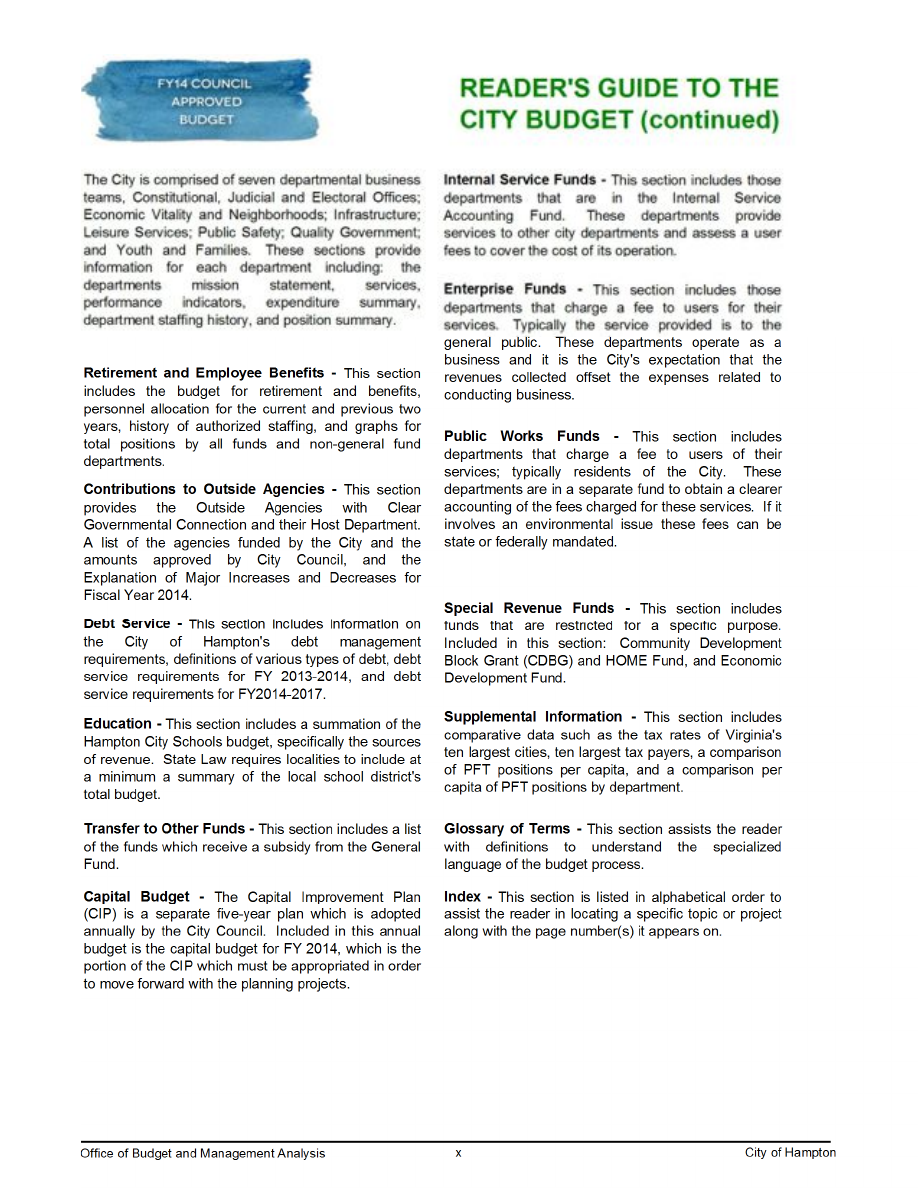 FY14 COUNCIL
APPROVED
BUDGET
READER'S GUIDE TO THE
CITY BUDGET (continued)
The City is comprised of seven departmental business
teams, Constitutional, Judicial and Electoral Offices;
Economic Vitality and Neighborhoods; Infrastructure;
Leisure Services; Public Safety; Quality Government;
and Youth and Families. These sections provide
information for each department including: the
departments mission statement, services,
performance indicators, expenditure summary,
department staffing history, and position summary.
Retirement and Employee Benefits - This section
includes the budget for retirement and benefits,
personnel allocation for the current and previous two
years, history of authorized staffing, and graphs for
total positions by all funds and non-general fund
departments.
Contributions to Outside Agencies - This section
provides the Outside Agencies with Clear
Governmental Connection and their Host Department.
A list of the agencies funded by the City and the
amounts approved by City Council, and the
Explanation of Major Increases and Decreases for
Fiscal Year 2014.
Debt Service - This section includes information on
the City of Hampton's debt management
requirements, definitions of various types of debt, debt
service requirements for FY 2013-2014, and debt
service requirements for FY2014-2017.
Education - This section includes a summation of the
Hampton City Schools budget, specifically the sources
of revenue. State Law requires localities to include at
a minimum a summary of the local school district's
total budget.
Transfer to Other Funds - This section includes a list
of the funds which receive a subsidy from the General
Fund.
Capital Budget - The Capital Improvement Plan
(CIP) is a separate five-year plan which is adopted
annually by the City Council. Included in this annual
budget is the capital budget for FY 2014, which is the
portion of the CIP which must be appropriated in order
to move forward with the planning projects.
Internal Service Funds - This section includes those
departments that are in the Internal Service
Accounting Fund. These departments provide
services to other city departments and assess a user
fees to cover the cost of its operation.
Enterprise Funds - This section includes those
departments that charge a fee to users for their
services. Typically the service provided is to the
general public. These departments operate as a
business and it is the City's expectation that the
revenues collected offset the expenses related to
conducting business.
Public Works Funds - This section includes
departments that charge a fee to users of their
services; typically residents of the City. These
departments are in a separate fund to obtain a clearer
accounting of the fees charged for these services. If it
involves an environmental issue these fees can be
state or federally mandated.
Special Revenue Funds - This section includes
funds that are restricted for a specific purpose.
Included in this section: Community Development
Block Grant (CDBG) and HOME Fund, and Economic
Development Fund.
Supplemental Information - This section includes
comparative data such as the tax rates of Virginia's
ten largest cities, ten largest tax payers, a comparison
of PFT positions per capita, and a comparison per
capita of PFT positions by department.
Glossary of Terms - This section assists the reader
with definitions to understand the specialized
language of the budget process.
Index - This section is listed in alphabetical order to
assist the reader in locating a specific topic or project
along with the page number(s) it appears on.
Office of Budget and Management Analysis x City of Hampton